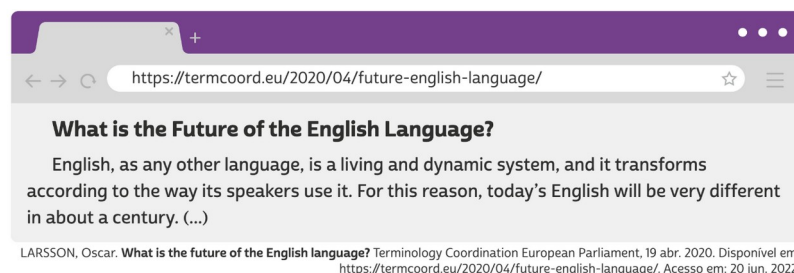 https://termcoord.eu/2020/04/future-english-language/
What is the Future of the English Language?
English, as any other language, is a living and dynamic system, and it transforms
according to the way its speakers use it. For this reason, today's English will be very different
in about a century. (...)
LARSSON, Oscar. What is the future of the English language? Terminology Coordination European Parliament, 19 abr. 2020. Disponível em
https://termcoord.eu/2020/04/future-english-language/. Acesso em: 20 jun. 2022